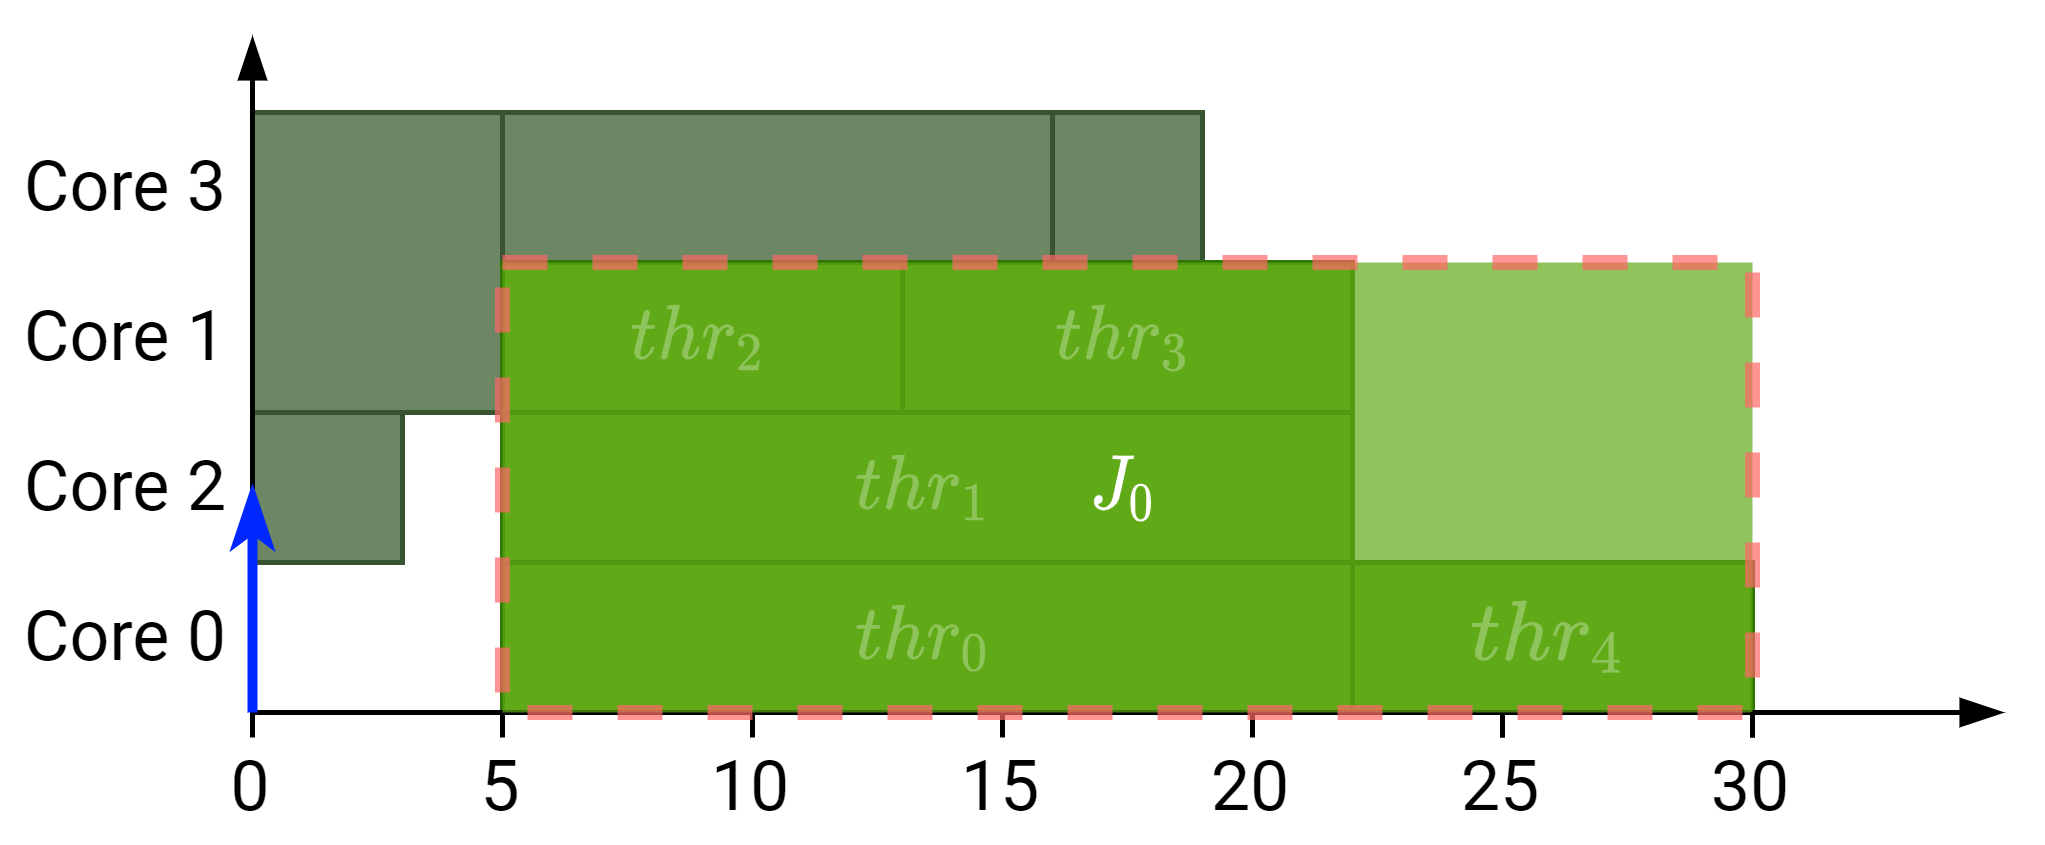 Core 3
Core 1
thr₂ thr₃
Core 2
thr₁ J₀
Core 0
thr₀ thr₄
0 5 10 15 20 25 30